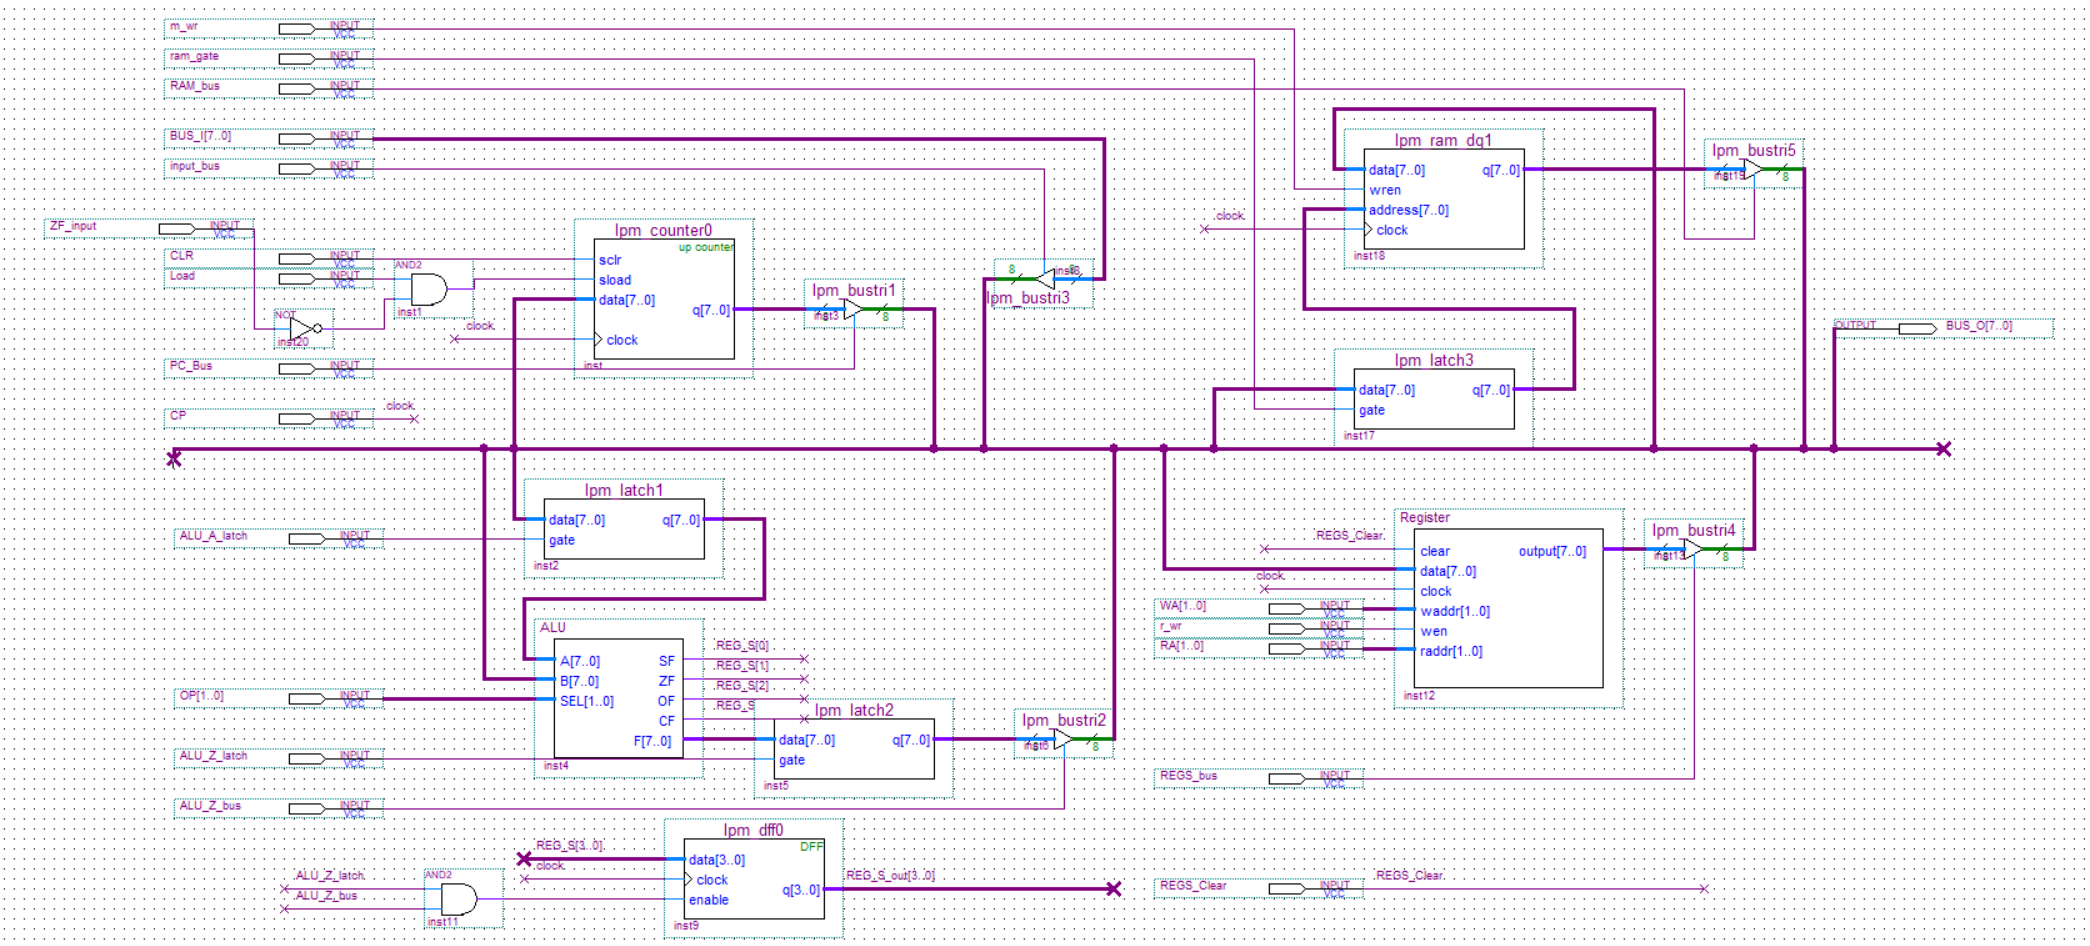 m_wr INPUT VCC
ram_gate INPUT VCC
RAM_bus INPUT VCC
BUS_I[7..0] INPUT VCC
input_bus INPUT VCC
ZF_input INPUT VCC
CLR INPUT VCC
Load INPUT VCC
AND2
inst1
NOT
inst20
clock
PC_Bus INPUT VCC
CP INPUT VCC
clock
lpm_counter0
up counter
sclr
sload
data[7..0]
q[7..0]
clock
inst
lpm_bustri1
inst3
8
8
inst8
lpm_bustri3
lpm_ram_dq1
data[7..0] q[7..0]
wren
address[7..0]
clock
clock
inst18
lpm_bustri5
8
lpm_latch3
data[7..0] q[7..0]
gate
inst17
OUTPUT BUS_O[7..0]
lpm_latch1
data[7..0] q[7..0]
gate
inst2
ALU_A_latch INPUT VCC
ALU
A[7..0] SF REG_S[0]
B[7..0] ZF REG_S[1]
SEL[1..0] OF REG_S[2]
CF REG_S
F[7..0]
inst4
OP[1..0] INPUT VCC
ALU_Z_latch INPUT VCC
ALU_Z_bus INPUT VCC
lpm_latch2
data[7..0] q[7..0]
gate
inst5
lpm_bustri2
inst6
8
lpm_dff0
DFF
REG_S[3..0] data[3..0]
clock clock
q[3..0] REG_S_out[3..0]
enable
inst9
ALU_Z_latch
ALU_Z_bus
AND2
inst11
Register
REGS_Clear clear output[7..0]
data[7..0]
clock clock
WA[1..0] INPUT VCC waddr[1..0]
r_wr INPUT VCC wen
RA[1..0] INPUT VCC raddr[1..0]
inst12
lpm_bustri4
inst13
8
REGS_bus INPUT VCC
REGS_Clear INPUT VCC REGS_Clear